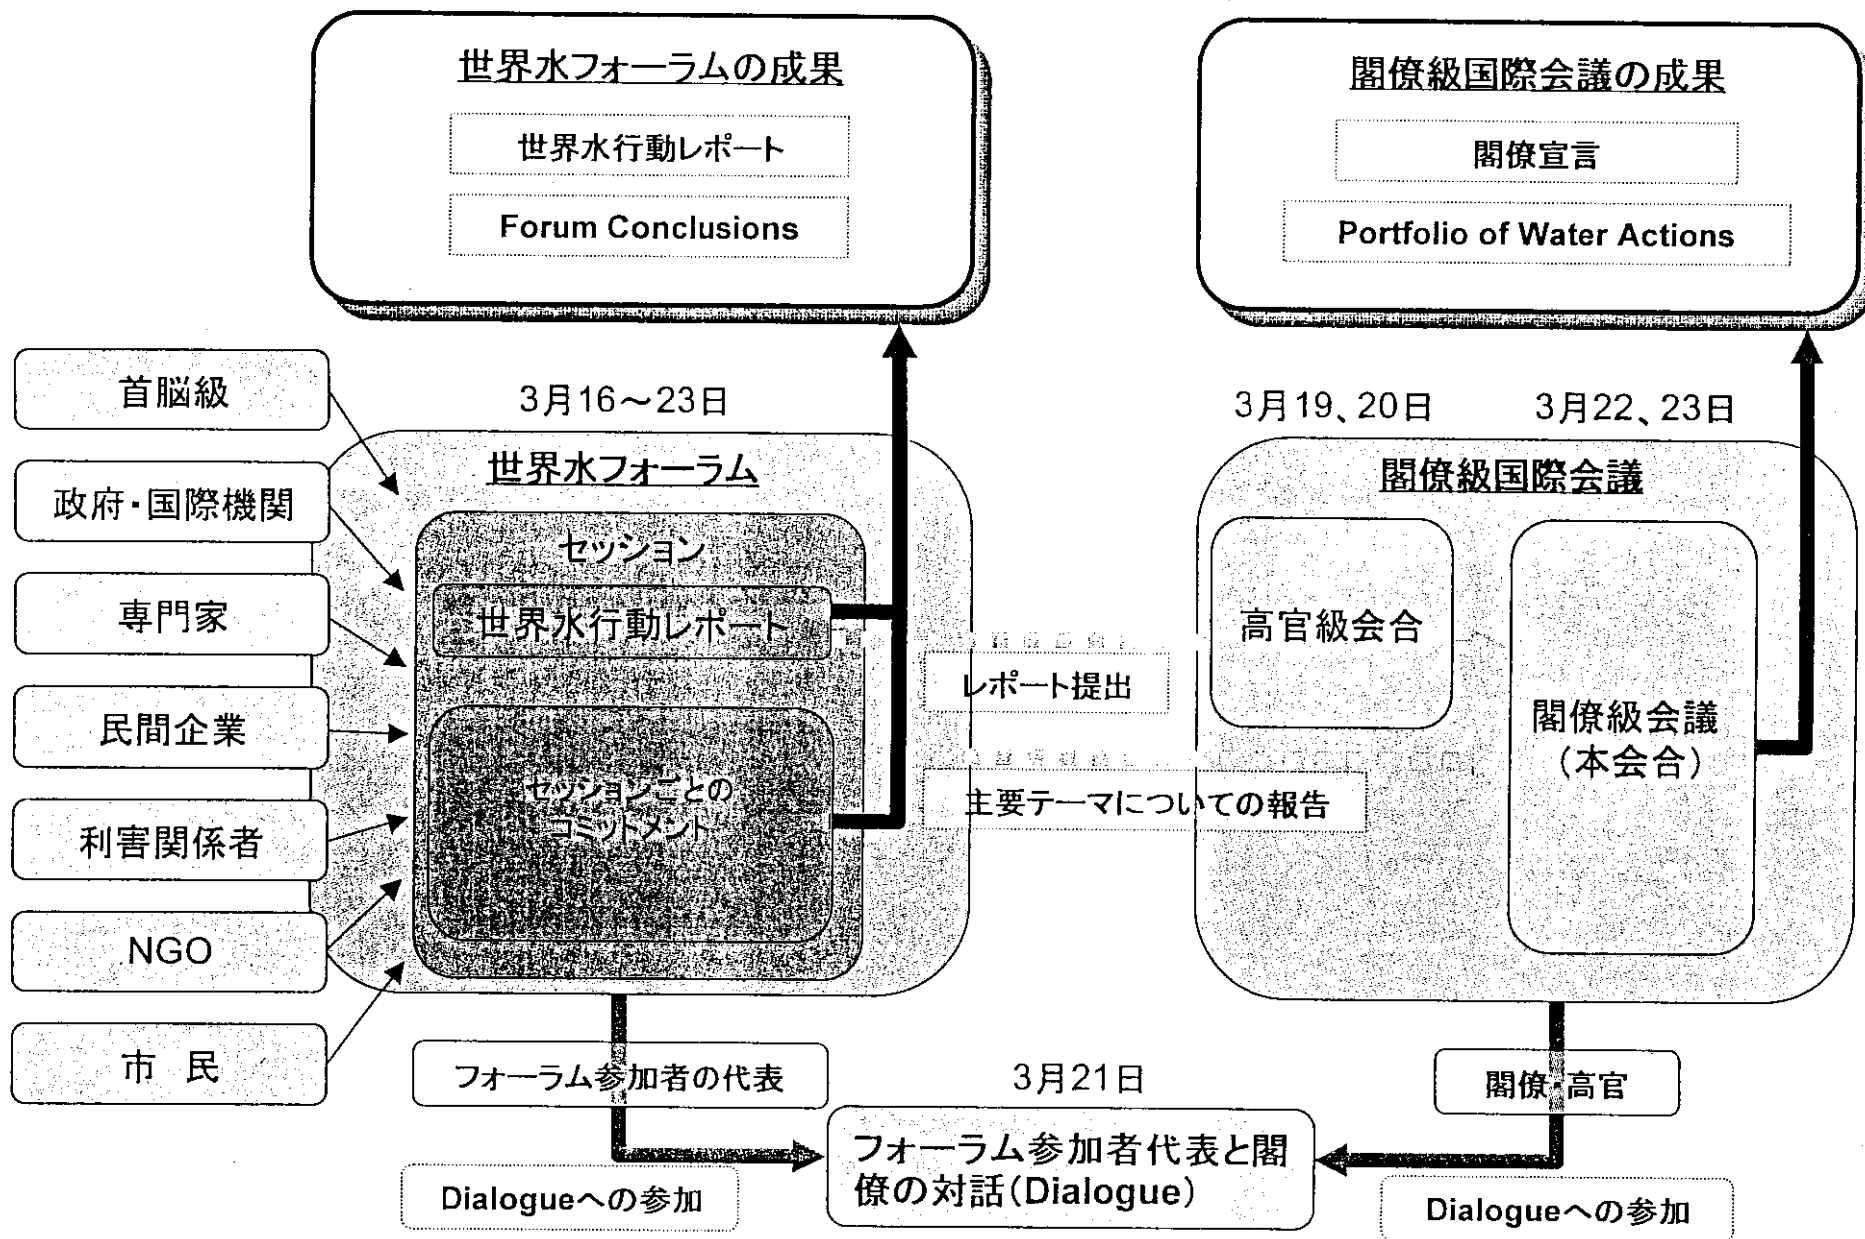 世界水フォーラムの成果
世界水行動レポート
Forum Conclusions
閣僚級国際会議の成果
閣僚宣言
Portfolio of Water Actions
首脳級
政府・国際機関
専門家
民間企業
利害関係者
NGO
市 民
3月16～23日
世界水フォーラム
セッション
世界水行動レポート
セッションごとの
コミットメント
レポート提出
主要テーマについての報告
3月19、20日
3月22、23日
閣僚級国際会議
高官級会合
閣僚級会議
（本会合）
フォーラム参加者の代表
Dialogueへの参加
3月21日
フォーラム参加者代表と閣
僚の対話（Dialogue）
閣僚・高官
Dialogueへの参加